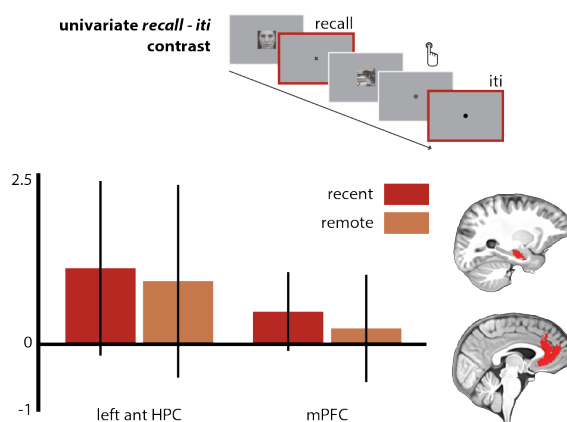 univariate recall - iti
contrast
recall
iti
2.5
recent
remote
0
-1
left ant HPC
mPFC